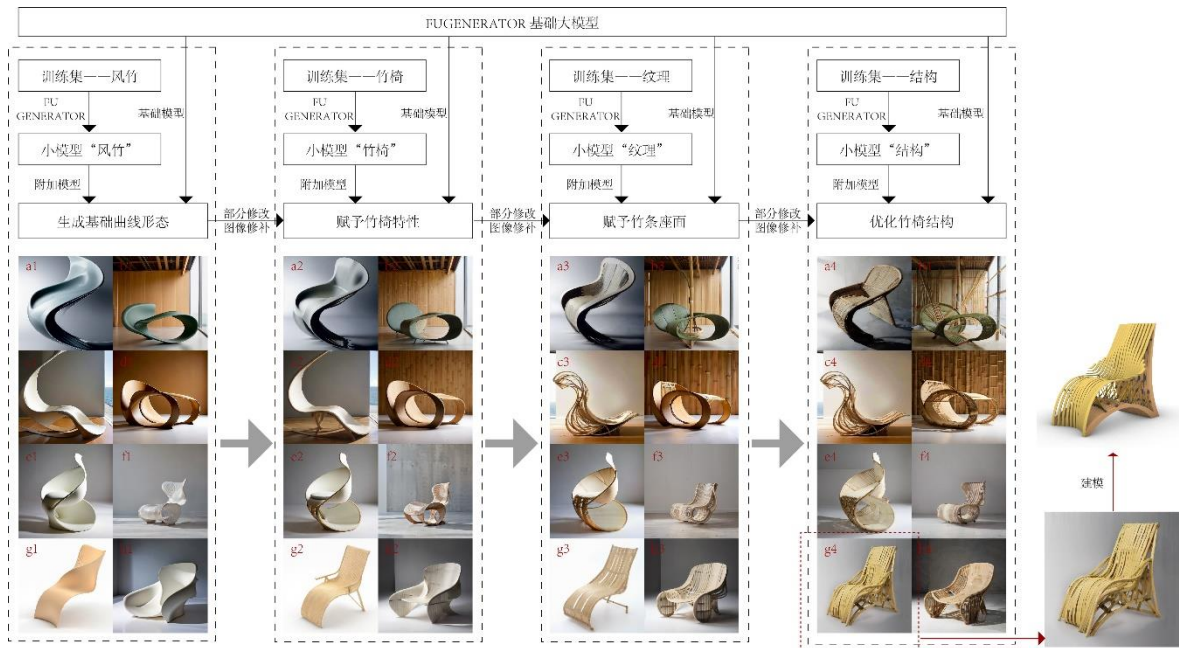 FUGENERATOR 基础大模型
训练集——风竹
FU
GENERATOR
基础模型
小模型“风竹”
附加模型
生成基础曲线形态
部分修改
图像修补
训练集——竹椅
FU
GENERATOR
基础模型
小模型“竹椅”
附加模型
赋予竹椅特性
部分修改
图像修补
训练集——纹理
FU
GENERATOR
基础模型
小模型“纹理”
附加模型
赋予竹条座面
部分修改
图像修补
训练集——结构
FU
GENERATOR
基础模型
小模型“结构”
附加模型
优化竹椅结构
a1
a2
a3
a4
c3
c4
e1
f1
e2
f2
e3
f3
e4
f4
g1
g2
g3
g4
建模